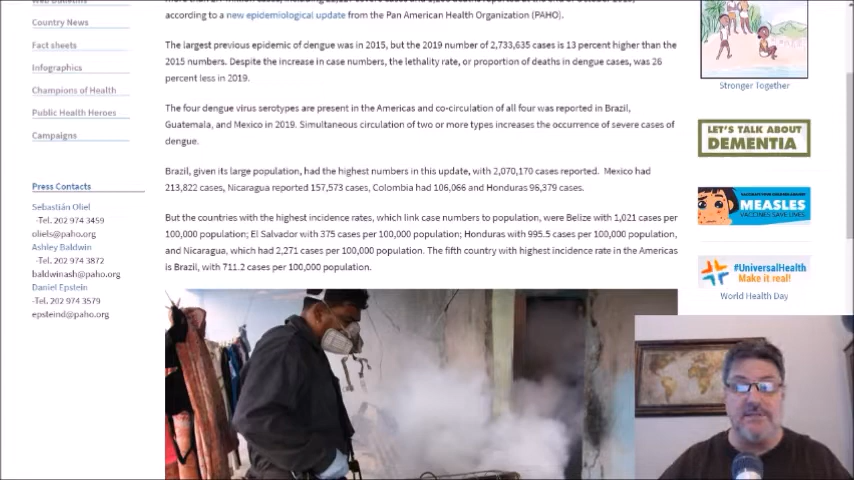 Country News
Fact sheets
Infographics
Champions of Health
Public Health Heroes
Campaigns
Press Contacts
Sebastián Oliel
-Tel. 202 974 3459
oliels@paho.org
Ashley Baldwin
-Tel. 202 974 3872
baldwinash@paho.org
Daniel Epstein
-Tel. 202 974 3579
epsteind@paho.org
according to a new epidemiological update from the Pan American Health Organization (PAHO).
The largest previous epidemic of dengue was in 2015, but the 2019 number of 2,733,635 cases is 13 percent higher than the
2015 numbers. Despite the increase in case numbers, the lethality rate, or proportion of deaths in dengue cases, was 26
percent less in 2019.
The four dengue virus serotypes are present in the Americas and co-circulation of all four was reported in Brazil,
Guatemala, and Mexico in 2019. Simultaneous circulation of two or more types increases the occurrence of severe cases of
dengue.
Brazil, given its large population, had the highest numbers in this update, with 2,070,170 cases reported. Mexico had
213,822 cases, Nicaragua reported 157,573 cases, Colombia had 106,066 and Honduras 96,379 cases.
But the countries with the highest incidence rates, which link case numbers to population, were Belize with 1,021 cases per
100,000 population; El Salvador with 375 cases per 100,000 population; Honduras with 995.5 cases per 100,000 population,
and Nicaragua, which had 2,271 cases per 100,000 population. The fifth country with highest incidence rate in the Americas
is Brazil, with 711.2 cases per 100,000 population.
Stronger Together
LET'S TALK ABOUT
DEMENTIA
MEASLES
VACCINES SAVE LIVES
#UniversalHealth
Make it real!
World Health Day